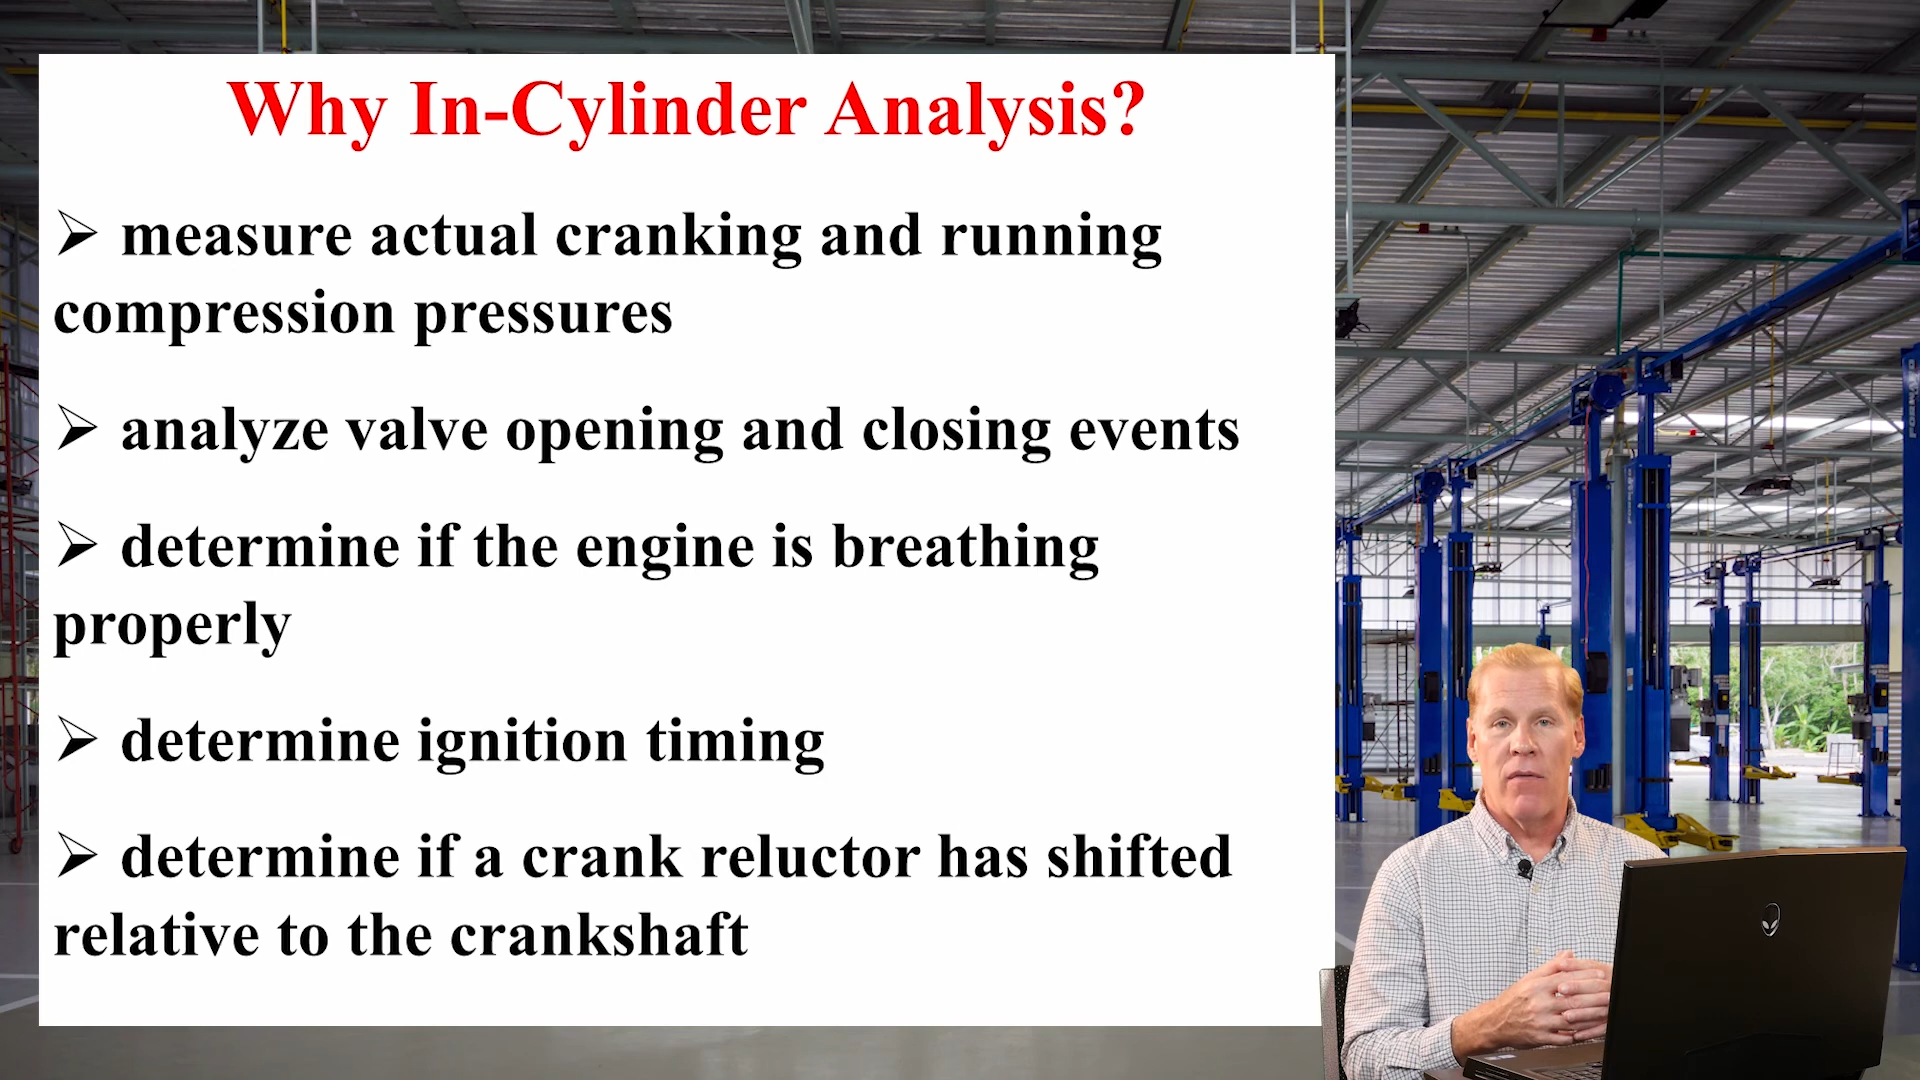 Why In-Cylinder Analysis?
➢ measure actual cranking and running
compression pressures
➢ analyze valve opening and closing events
➢ determine if the engine is breathing
properly
➢ determine ignition timing
➢ determine if a crank reluctor has shifted
relative to the crankshaft